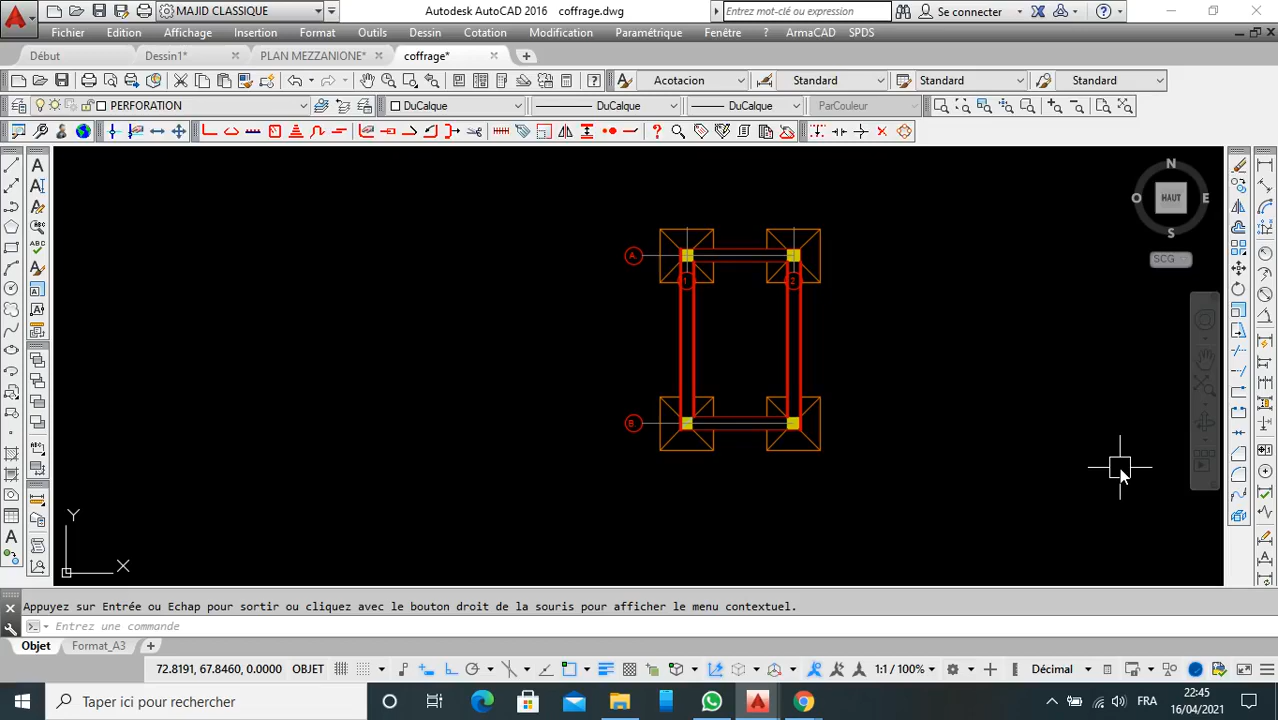 MAJID CLASSIQUE
Autodesk AutoCAD 2016 coffrage.dwg
Entrez mot-clé ou expression
Se connecter
Fichier Edition Affichage Insertion Format Outils Dessin Cotation Modification Paramétrique Fenêtre ? ArmaCAD SPDS
Début Dessin1* PLAN MEZZANIONE* coffrage*
Acotacion Standard Standard Standard
PERFORATION DuCalque DuCalque DuCalque ParCouleur
N
O HAUT E
S
SCG
A
1 2
B
Y
X
Appuyez sur Entrée ou Echap pour sortir ou cliquez avec le bouton droit de la souris pour afficher le menu contextuel.
Entrez une commande
Objet Format_A3
72.8191, 67.8460, 0.0000 OBJET 1:1 / 100% Décimal
Taper ici pour rechercher
FRA
22:45
16/04/2021